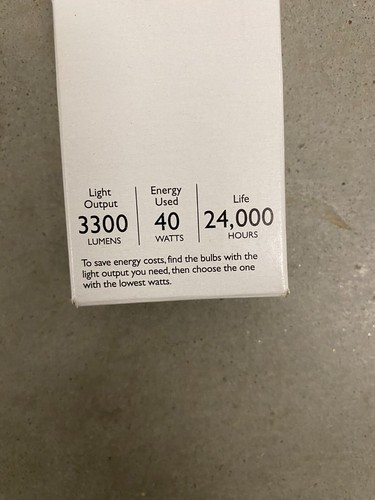 Light
Output
3300
LUMENS
Energy
Used
40
WATTS
Life
24,000
HOURS
To save energy costs, find the bulbs with the
light output you need, then choose the one
with the lowest watts.